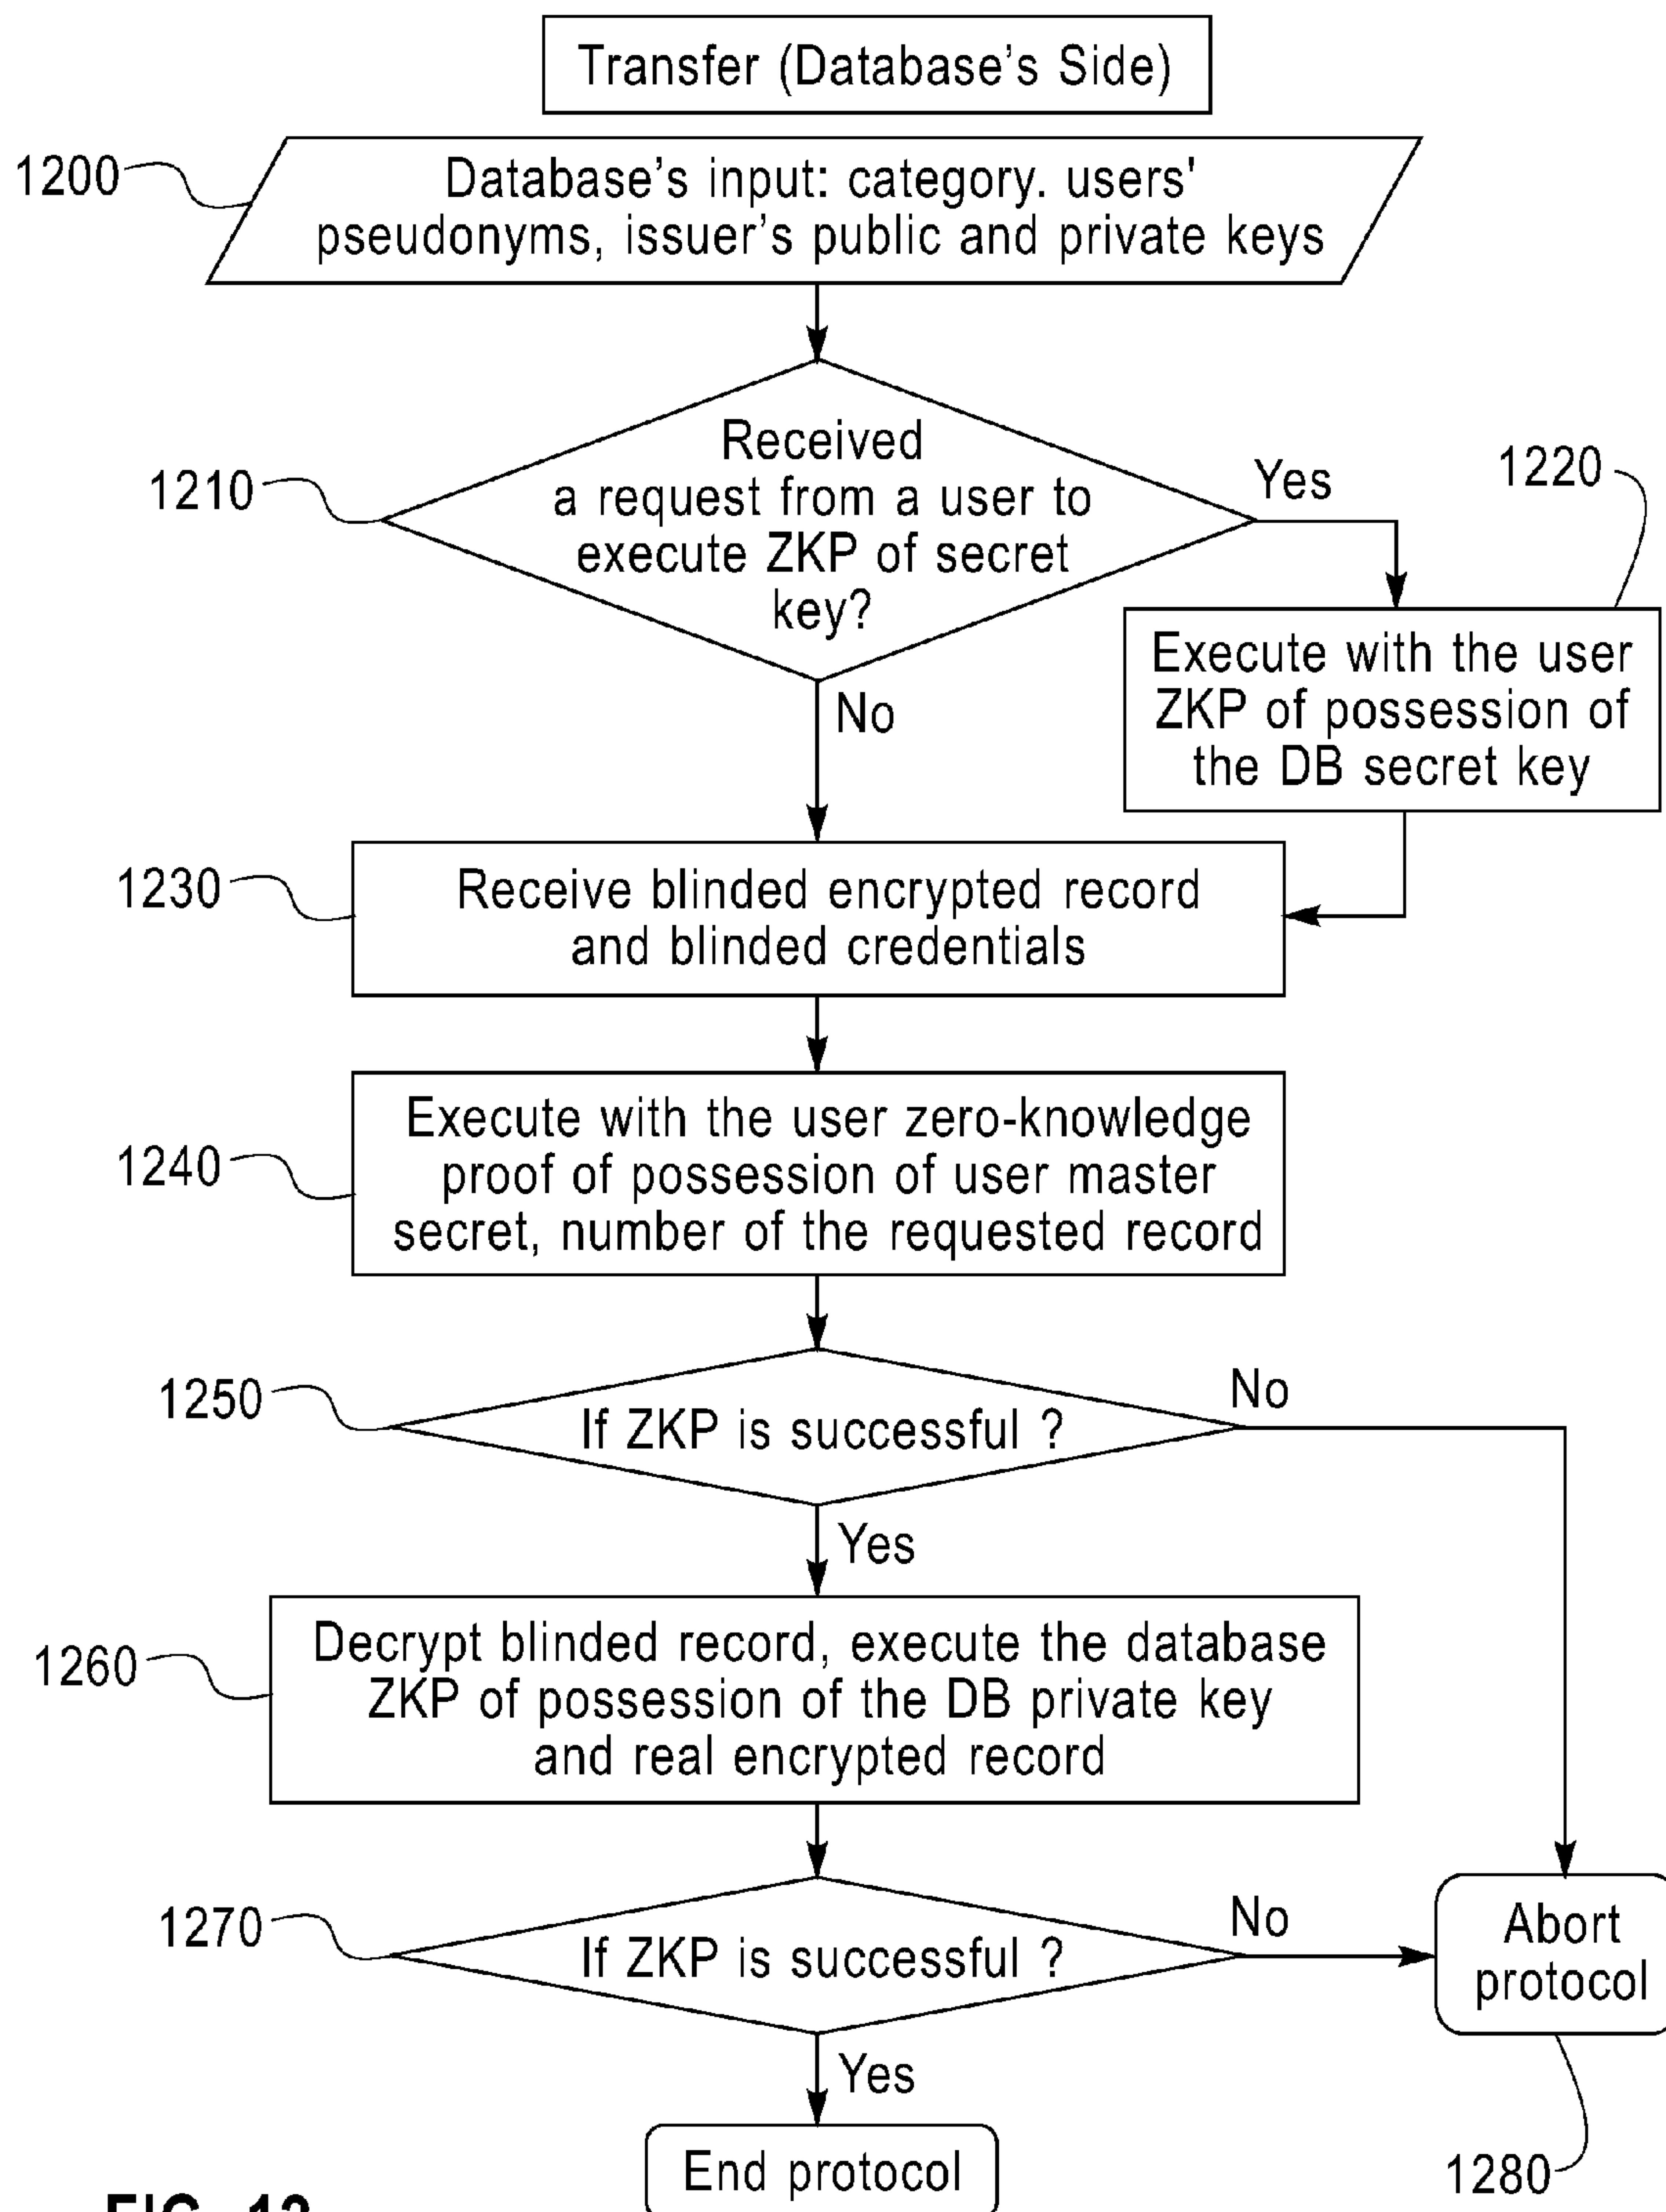 Transfer (Database's Side)
1200
Database's input: category. users'
pseudonyms, issuer's public and private keys
1210
Received
a request from a user to
execute ZKP of secret
key?
Yes
1220
Execute with the user
ZKP of possession of
the DB secret key
No
1230
Receive blinded encrypted record
and blinded credentials
1240
Execute with the user zero-knowledge
proof of possession of user master
secret, number of the requested record
1250
If ZKP is successful ?
No
Yes
1260
Decrypt blinded record, execute the database
ZKP of possession of the DB private key
and real encrypted record
1270
If ZKP is successful ?
No
Abort
protocol
Yes
End protocol
1280